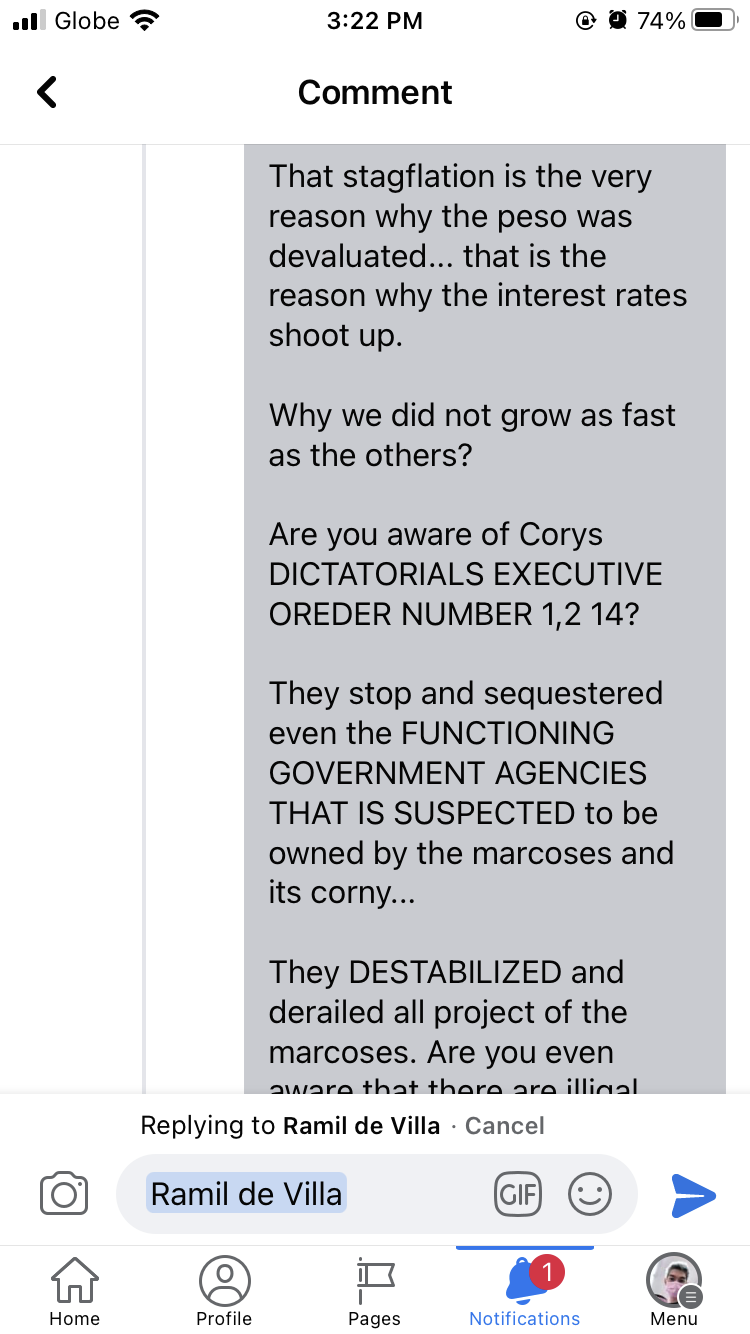 Globe 3:22 PM 74%
Comment
That stagflation is the very
reason why the peso was
devaluated... that is the
reason why the interest rates
shoot up.
Why we did not grow as fast
as the others?
Are you aware of Corys
DICTATORIALS EXECUTIVE
OREDER NUMBER 1,2 14?
They stop and sequestered
even the FUNCTIONING
GOVERNMENT AGENCIES
THAT IS SUSPECTED to be
owned by the marcoses and
its corny...
They DESTABILIZED and
derailed all project of the
marcoses. Are you even
aware that there are illigal
Replying to Ramil de Villa · Cancel
Ramil de Villa GIF
1
Home Profile Pages Notifications Menu